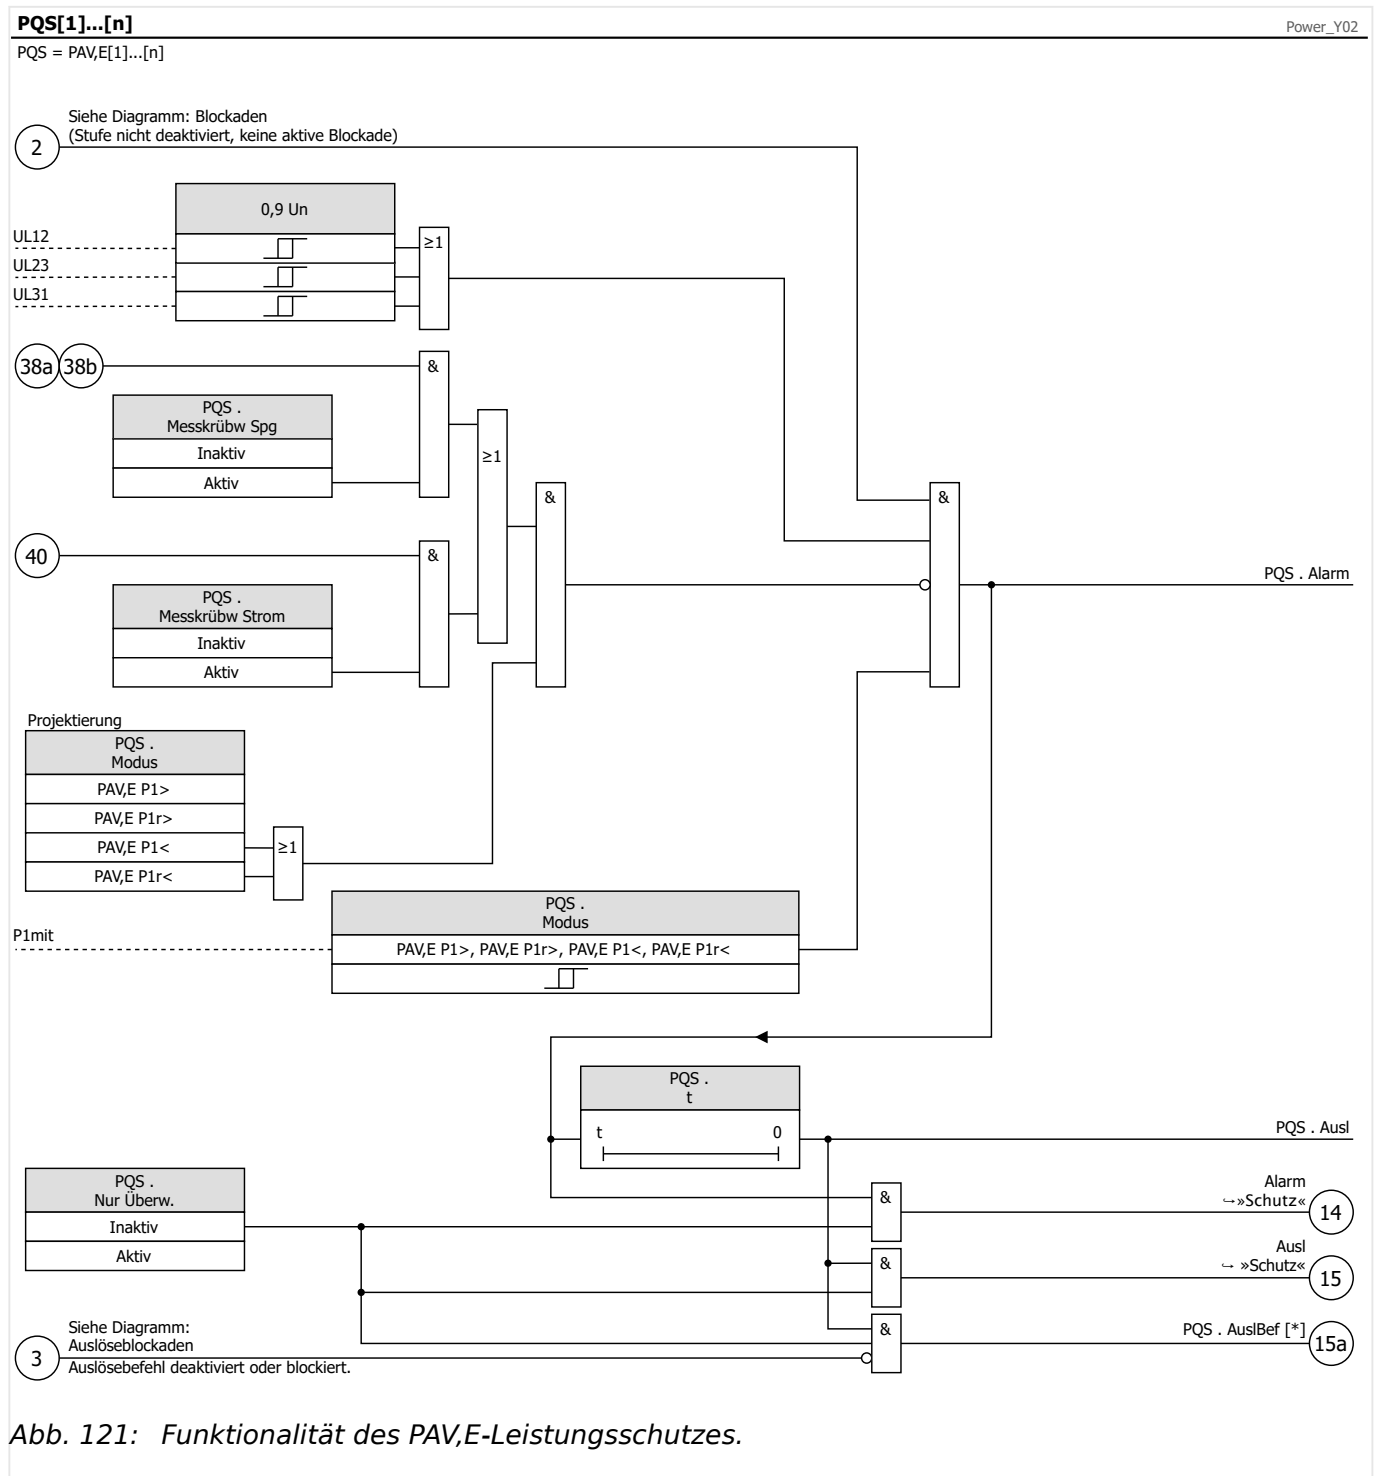 PQS[1]...[n]
Power_Y02
PQS = PAV,E[1]...[n]
Siehe Diagramm: Blockaden
(Stufe nicht deaktiviert, keine aktive Blockade)
2
0,9 Un
UL12
UL23
UL31
≥1
38a
38b
&
PQS .
Messkrübw Spg
Inaktiv
Aktiv
≥1
&
&
40
&
PQS .
Messkrübw Strom
Inaktiv
Aktiv
PQS . Alarm
Projektierung
PQS .
Modus
PAV,E P1>
PAV,E P1r>
PAV,E P1<
PAV,E P1r<
≥1
PQS .
Modus
P1mit
PAV,E P1>, PAV,E P1r>, PAV,E P1<, PAV,E P1r<
PQS .
t
t
0
PQS . Ausl
PQS .
Nur Überw.
Inaktiv
Aktiv
&
Alarm
↪»Schutz«
14
&
Ausl
↪ »Schutz«
15
&
PQS . AuslBef [*]
15a
Siehe Diagramm:
Auslöseblockaden
3
Auslösebefehl deaktiviert oder blockiert.
Abb. 121: Funktionalität des PAV,E-Leistungsschutzes.